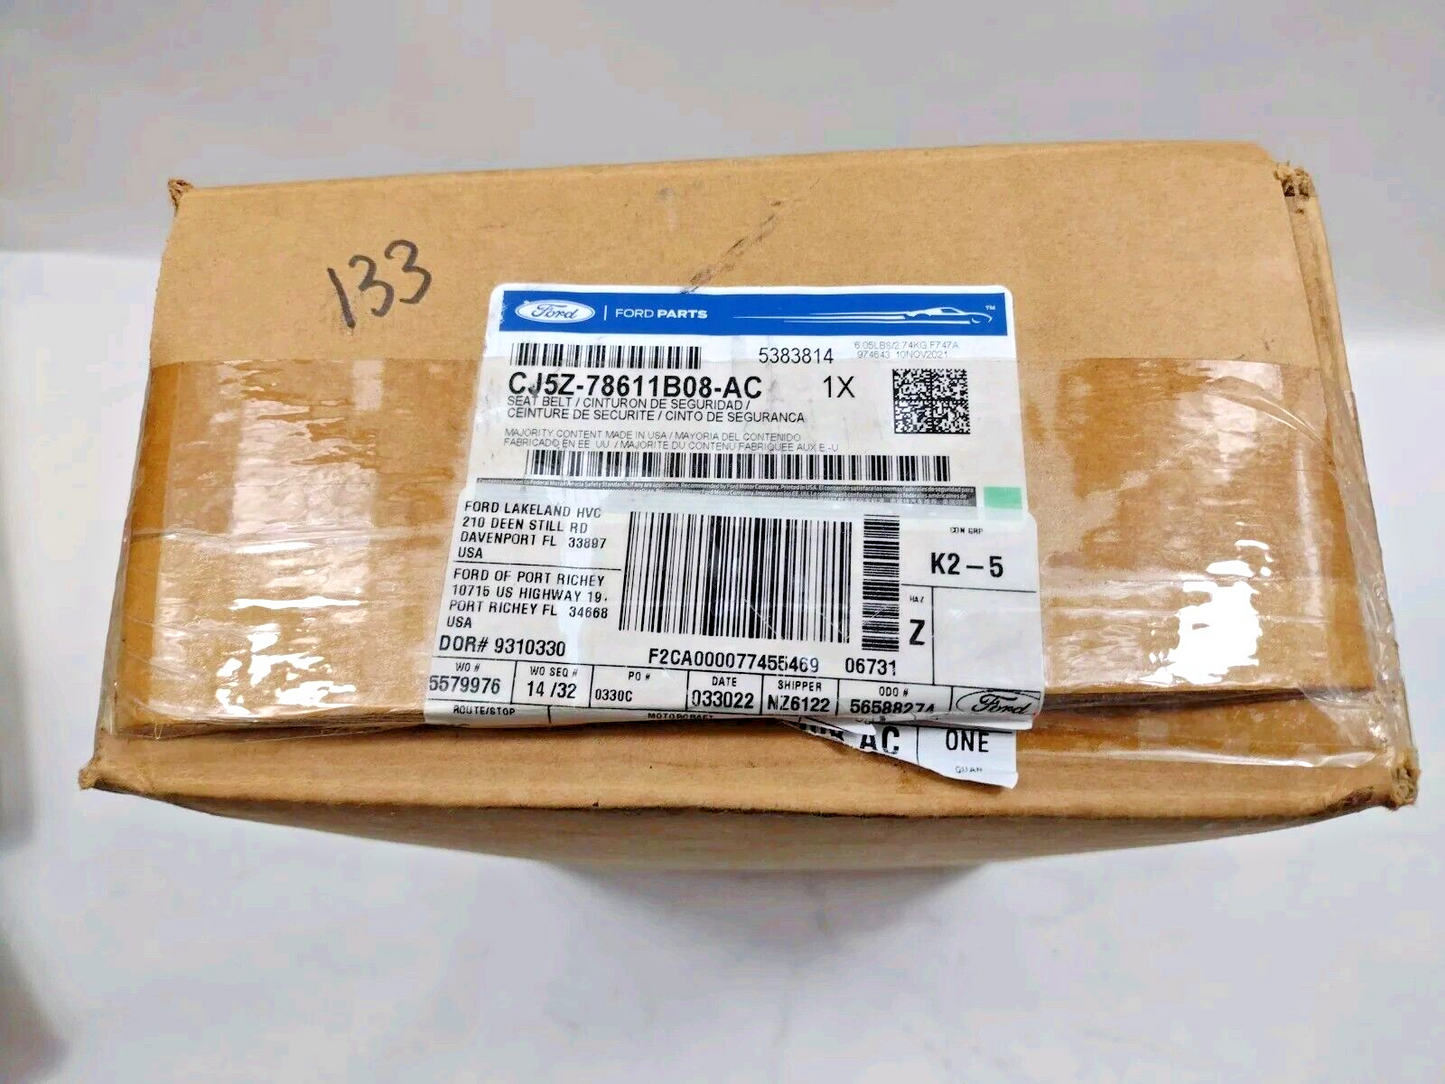 133
Ford | FORD PARTS ™
5383814
6.05LBS/2.74KG F747A
974643 10NOV2021
CJ5Z-78611B08-AC 1X
SEAT BELT / CINTURON DE SEGURIDAD /
CEINTURE DE SECURITE / CINTO DE SEGURANCA
MAJORITY CONTENT MADE IN USA / MAYORIA DEL CONTENIDO
FABRICADO EN EE. UU. / MAJORITE DU CONTENU FABRIQUEE AUX E.-U
FORD LAKELAND HVC
210 DEEN STILL RD
DAVENPORT FL 33897
USA
FORD OF PORT RICHEY
10715 US HIGHWAY 19,
PORT RICHEY FL 34668
USA
DOR# 9310330
F2CA000077455469 06731
K2-5
HAZ
Z
WO # WO SEQ # PO # DATE SHIPPER ODO #
5579976 14 /32 0330C 033022 NZ6122 56588274 Ford
ROUTE/STOP MOTORCRAFT
AC ONE